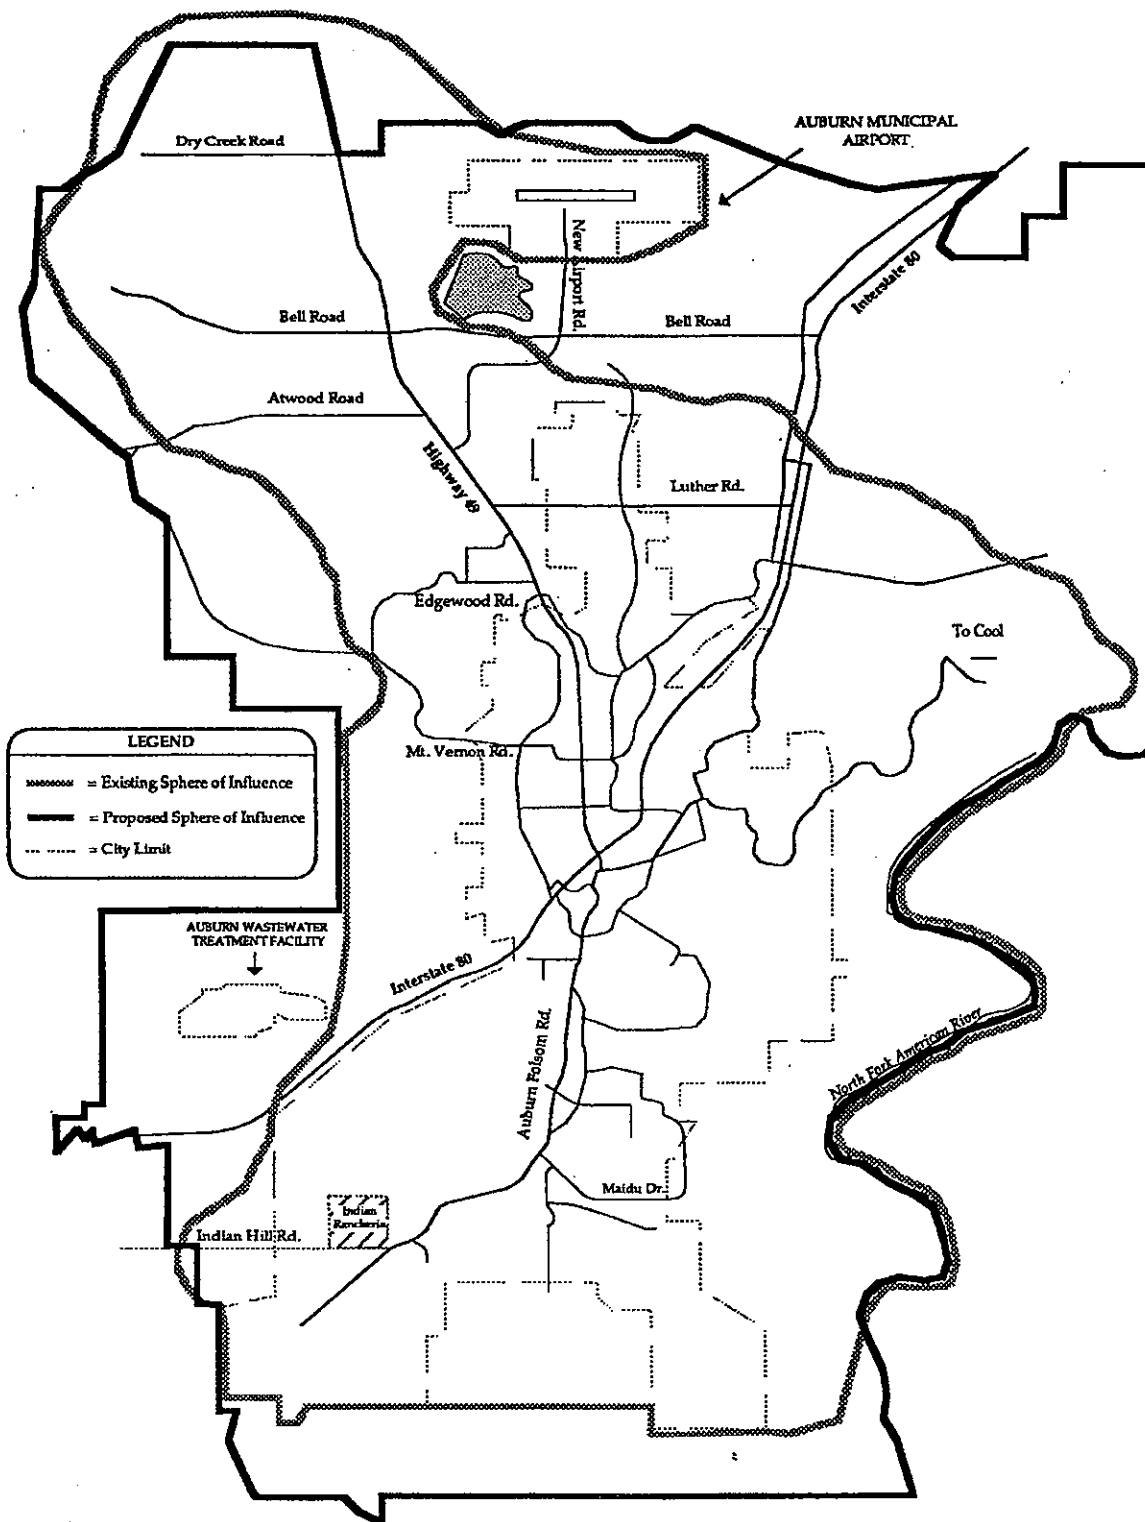 AUBURN MUNICIPAL
AIRPORT
Dry Creek Road
New Airport Rd.
Interstate 80
Bell Road
Bell Road
Atwood Road
Highway 49
Luther Rd.
Edgewood Rd.
To Cool
Mt. Vernon Rd.
LEGEND
= Existing Sphere of Influence
= Proposed Sphere of Influence
= City Limit
AUBURN WASTEWATER
TREATMENT FACILITY
Interstate 80
Auburn Folsom Rd.
North Fork American River
Maidu Dr.
Indian
Rancheria
Indian Hill Rd.